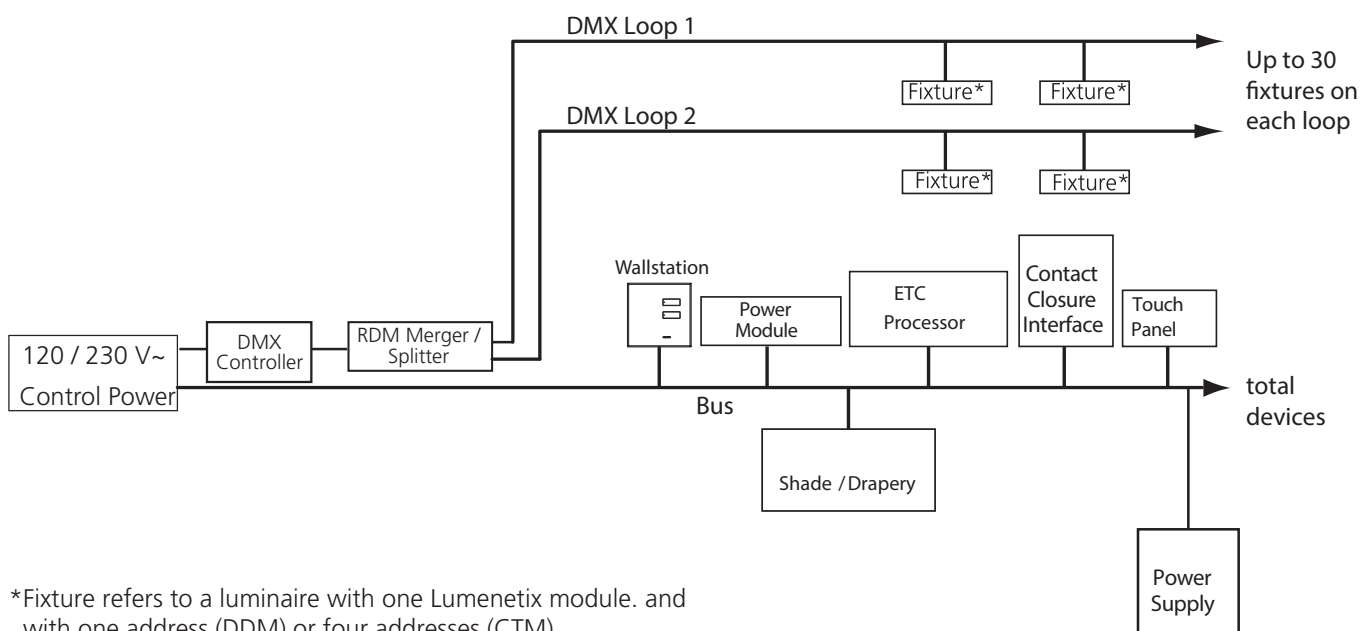 DMX Loop 1
Up to 30
fixtures on
each loop
Fixture*
Fixture*
DMX Loop 2
Fixture*
Fixture*
Wallstation
Power
Module
ETC
Processor
Contact
Closure
Interface
Touch
Panel
120 / 230 V~
Control Power
DMX
Controller
RDM Merger /
Splitter
Bus
total
devices
Shade / Drapery
Power
Supply
*Fixture refers to a luminaire with one Lumenetix module. and
with one address (DDM) or four addresses (CTM)